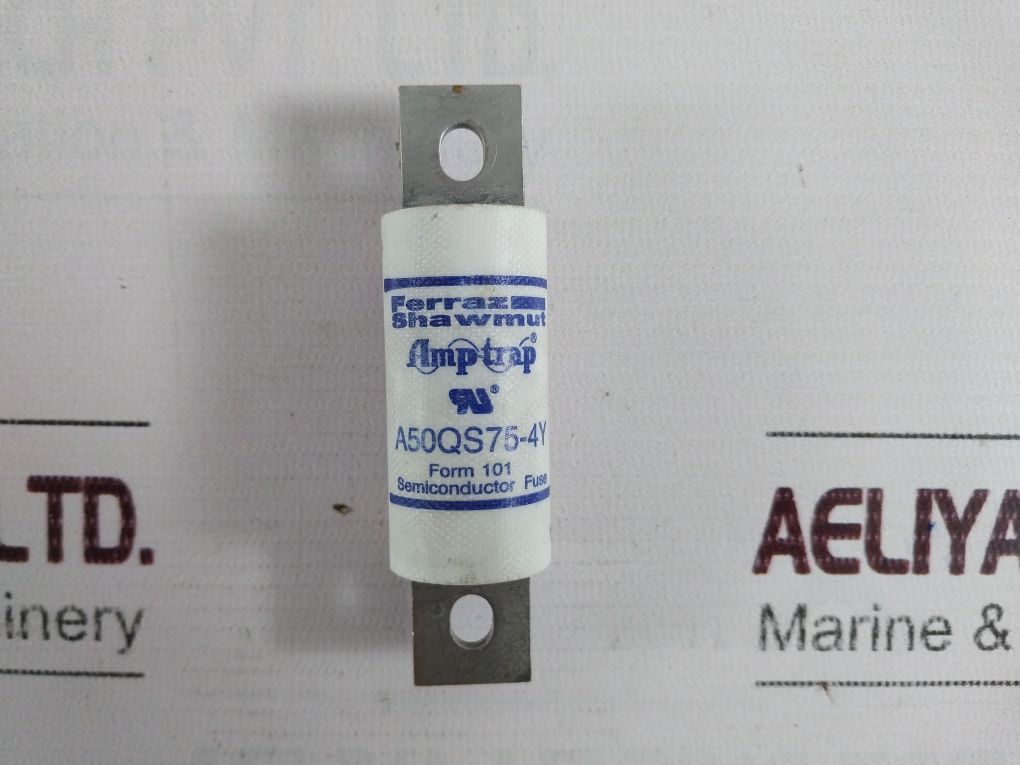 Ferraz
Shawmut
Amp-trap®
®
A50QS75-4Y
Form 101
Semiconductor Fuse
LTD.
inery
AELIYA
Marine &